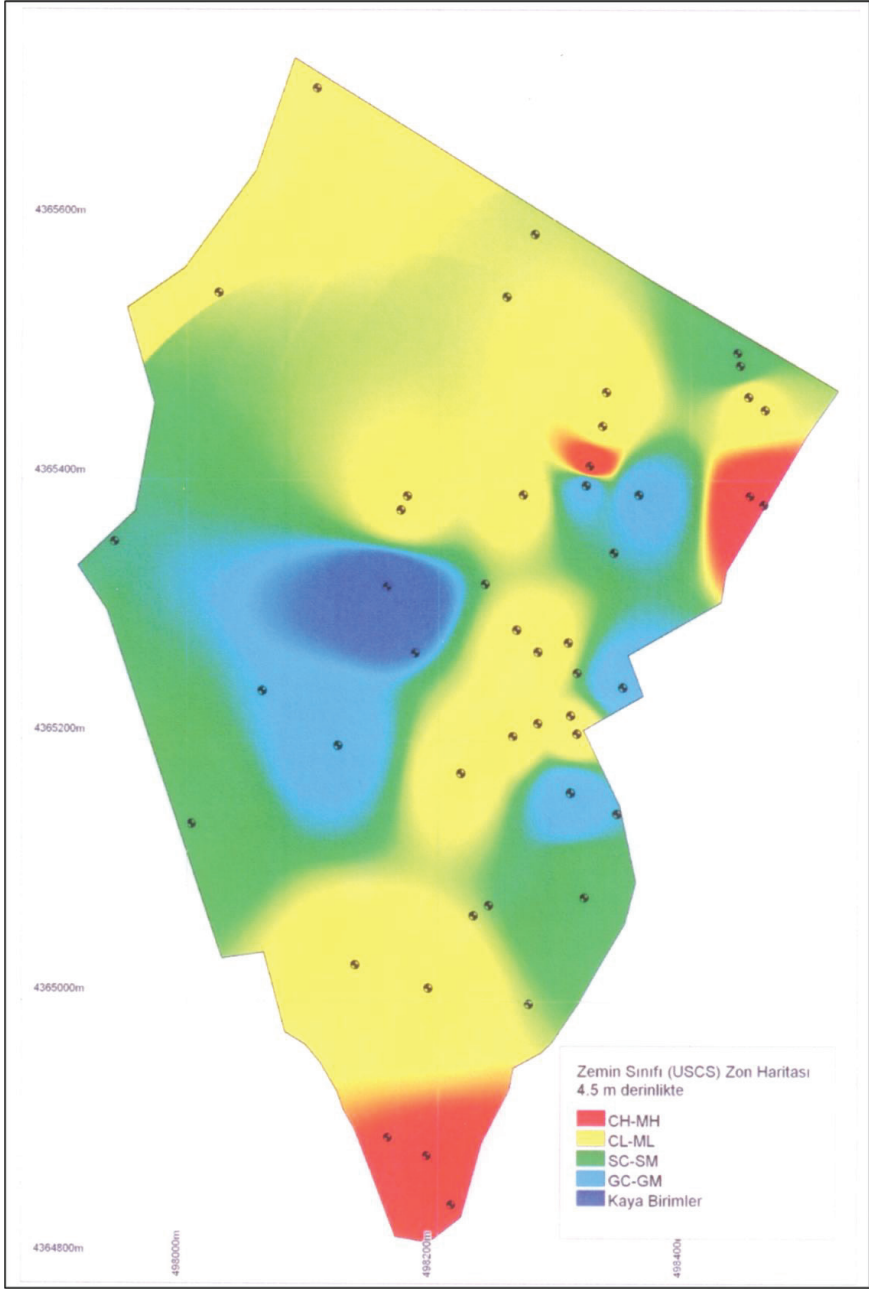 4365600m
4365400m
4365200m
4365000m
4364800m
498000m
498200m
498400m
Zemin Sınıfı (USCS) Zon Haritası
4.5 m derinlikte
CH-MH
CL-ML
SC-SM
GC-GM
Kaya Birimler